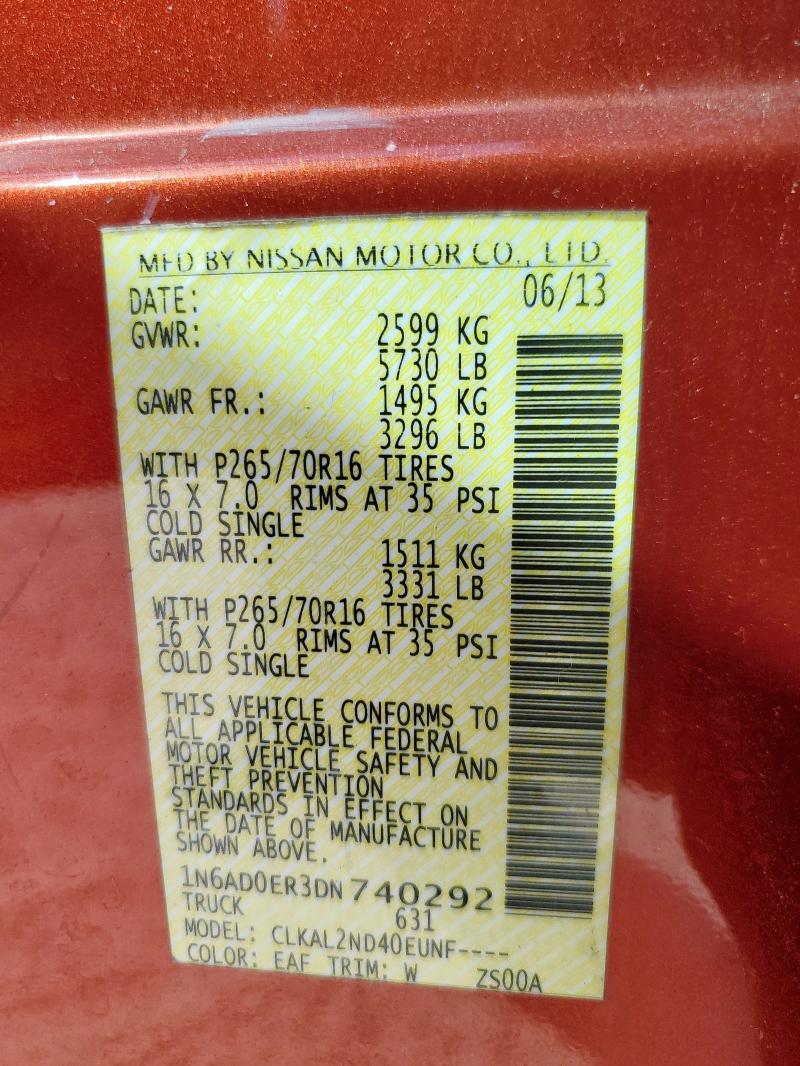 MFD BY NISSAN MOTOR CO., LTD.
DATE: 06/13
GVWR: 2599 KG
5730 LB
GAWR FR.: 1495 KG
3296 LB
WITH P265/70R16 TIRES
16 X 7.0 RIMS AT 35 PSI
COLD SINGLE
GAWR RR.: 1511 KG
3331 LB
WITH P265/70R16 TIRES
16 X 7.0 RIMS AT 35 PSI
COLD SINGLE
THIS VEHICLE CONFORMS TO
ALL APPLICABLE FEDERAL
MOTOR VEHICLE SAFETY AND
THEFT PREVENTION
STANDARDS IN EFFECT ON
THE DATE OF MANUFACTURE
SHOWN ABOVE.
1N6AD0ER3DN740292
TRUCK 631
MODEL: CLKAL2ND40EUNF----
COLOR: EAF TRIM: W ZS00A